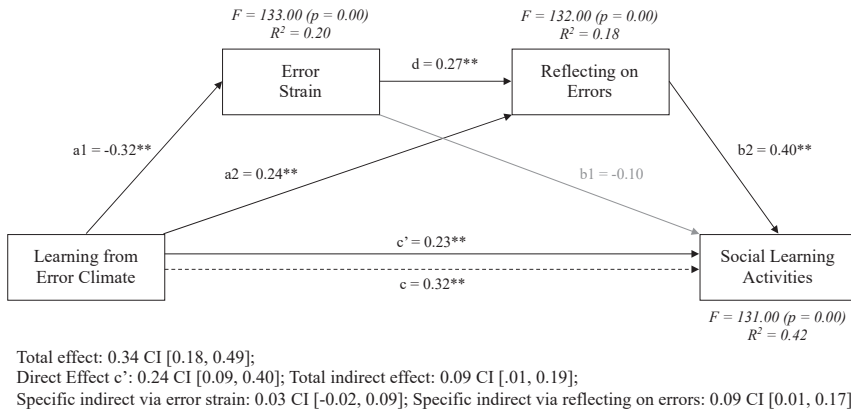 F = 133.00 (p = 0.00)
R² = 0.20
F = 132.00 (p = 0.00)
R² = 0.18
Error
Strain
d = 0.27**
Reflecting on
Errors
a1 = -0.32**
a2 = 0.24**
b1 = -0.10
b2 = 0.40**
Learning from
Error Climate
c’ = 0.23**
c = 0.32**
Social Learning
Activities
F = 131.00 (p = 0.00)
R² = 0.42
Total effect: 0.34 CI [0.18, 0.49];
Direct Effect c’: 0.24 CI [0.09, 0.40]; Total indirect effect: 0.09 CI [.01, 0.19];
Specific indirect via error strain: 0.03 CI [-0.02, 0.09]; Specific indirect via reflecting on errors: 0.09 CI [0.01, 0.17]